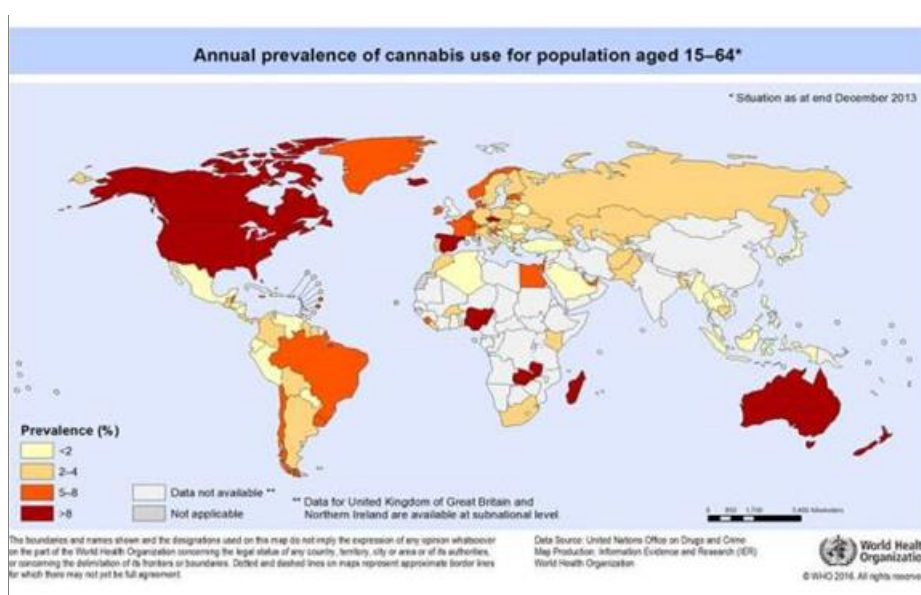 Annual prevalence of cannabis use for population aged 15–64*
* Situation as at end December 2013
Prevalence (%)
<2
2–4
5–8
>8
Data not available **
Not applicable
** Data for United Kingdom of Great Britain and
Northern Ireland are available at subnational level
0 850 1,700 3,400 Kilometers
The boundaries and names shown and the designations used on this map do not imply the expression of any opinion whatsoever
on the part of the World Health Organization concerning the legal status of any country, territory, city or area or of its authorities,
or concerning the delimitation of its frontiers or boundaries. Dotted and dashed lines on maps represent approximate border lines
for which there may not yet be full agreement.
Data Source: United Nations Office on Drugs and Crime
Map Production: Information Evidence and Research (IER)
World Health Organization
World Healt
Organizatio
© WHO 2016. All rights reserve